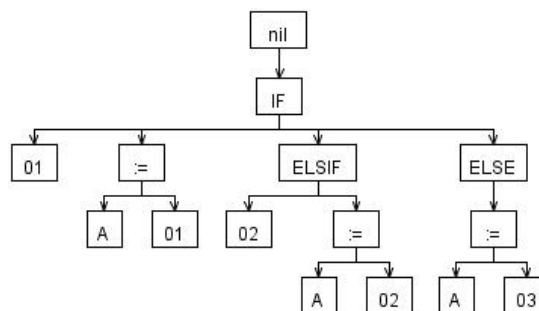 nil
IF
01 := ELSIF ELSE
A 01 02 := :=
A 02 A 03